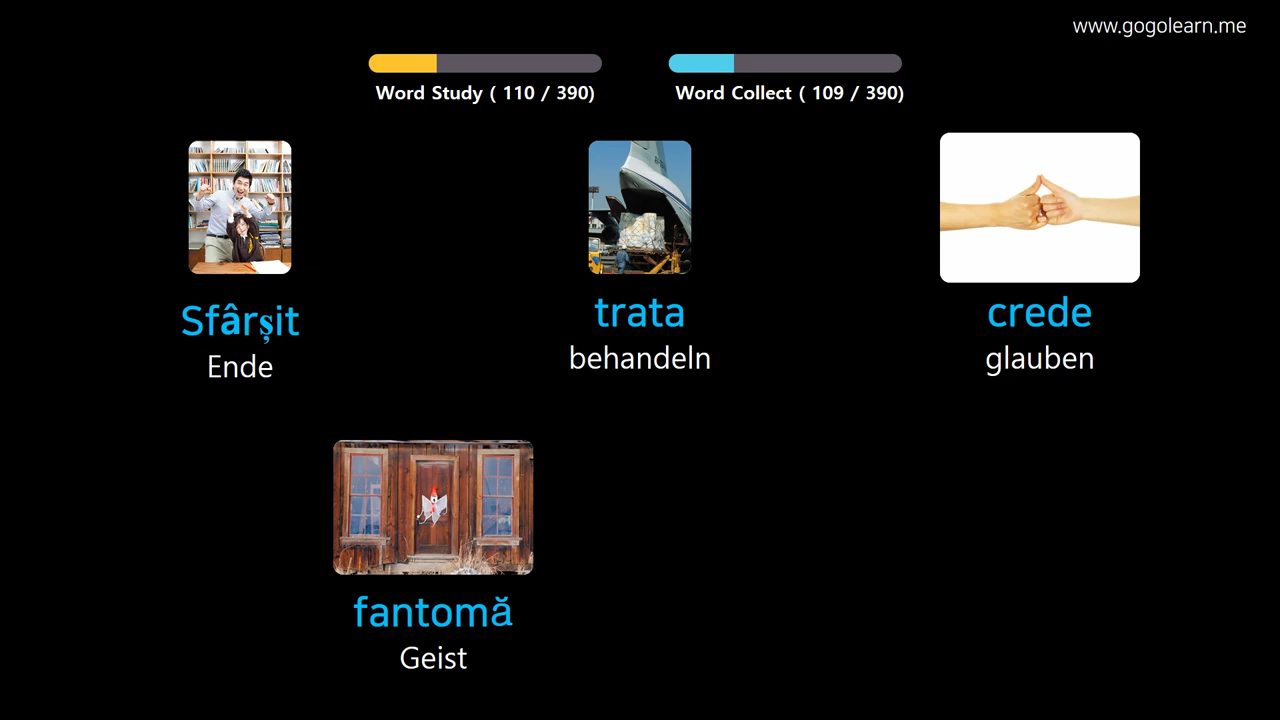 www.gogolearn.me
Word Study ( 110 / 390)
Word Collect ( 109 / 390)
Sfârșit
Ende
trata
behandeln
crede
glauben
fantomă
Geist